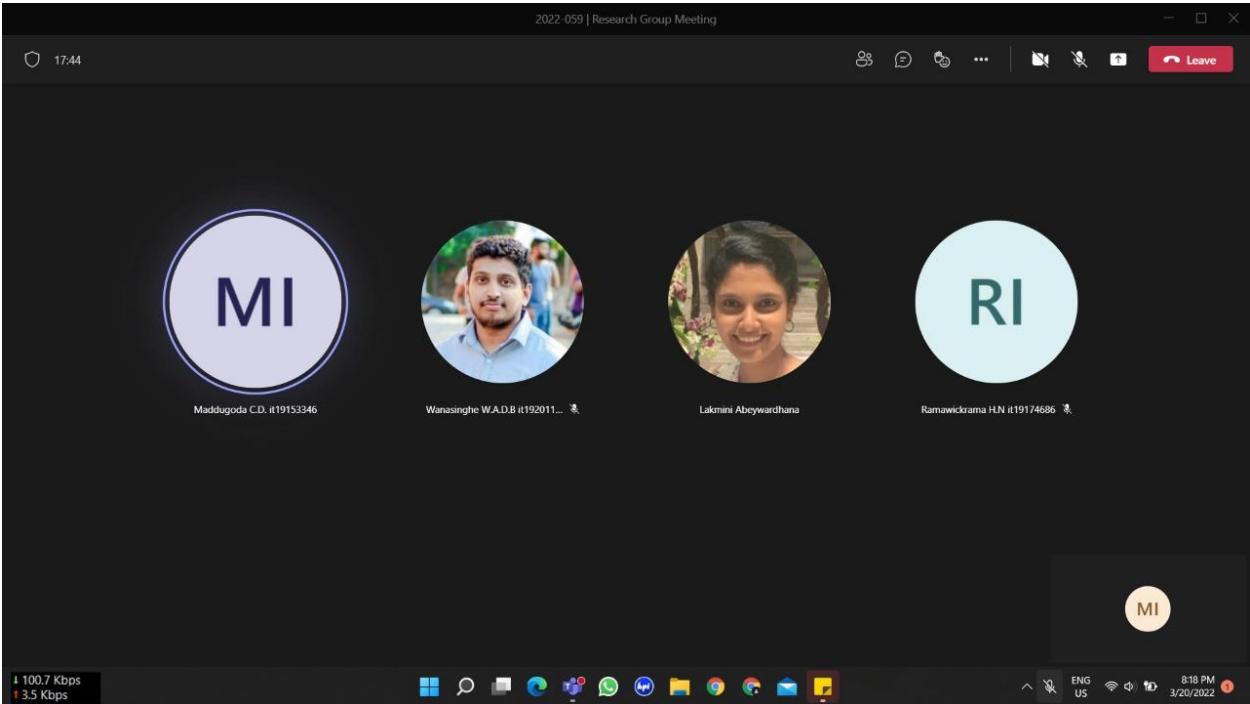 2022-059 | Research Group Meeting
17:44
Leave
MI
RI
Maddugoda C.D. it19153346
Wanasinghe W.A.D.B it192011...
Lakmini Abeywardhana
Ramawickrama H.N it19174686
MI
100.7 Kbps
3.5 Kbps
hp
ENG
US
8:18 PM
3/20/2022
1